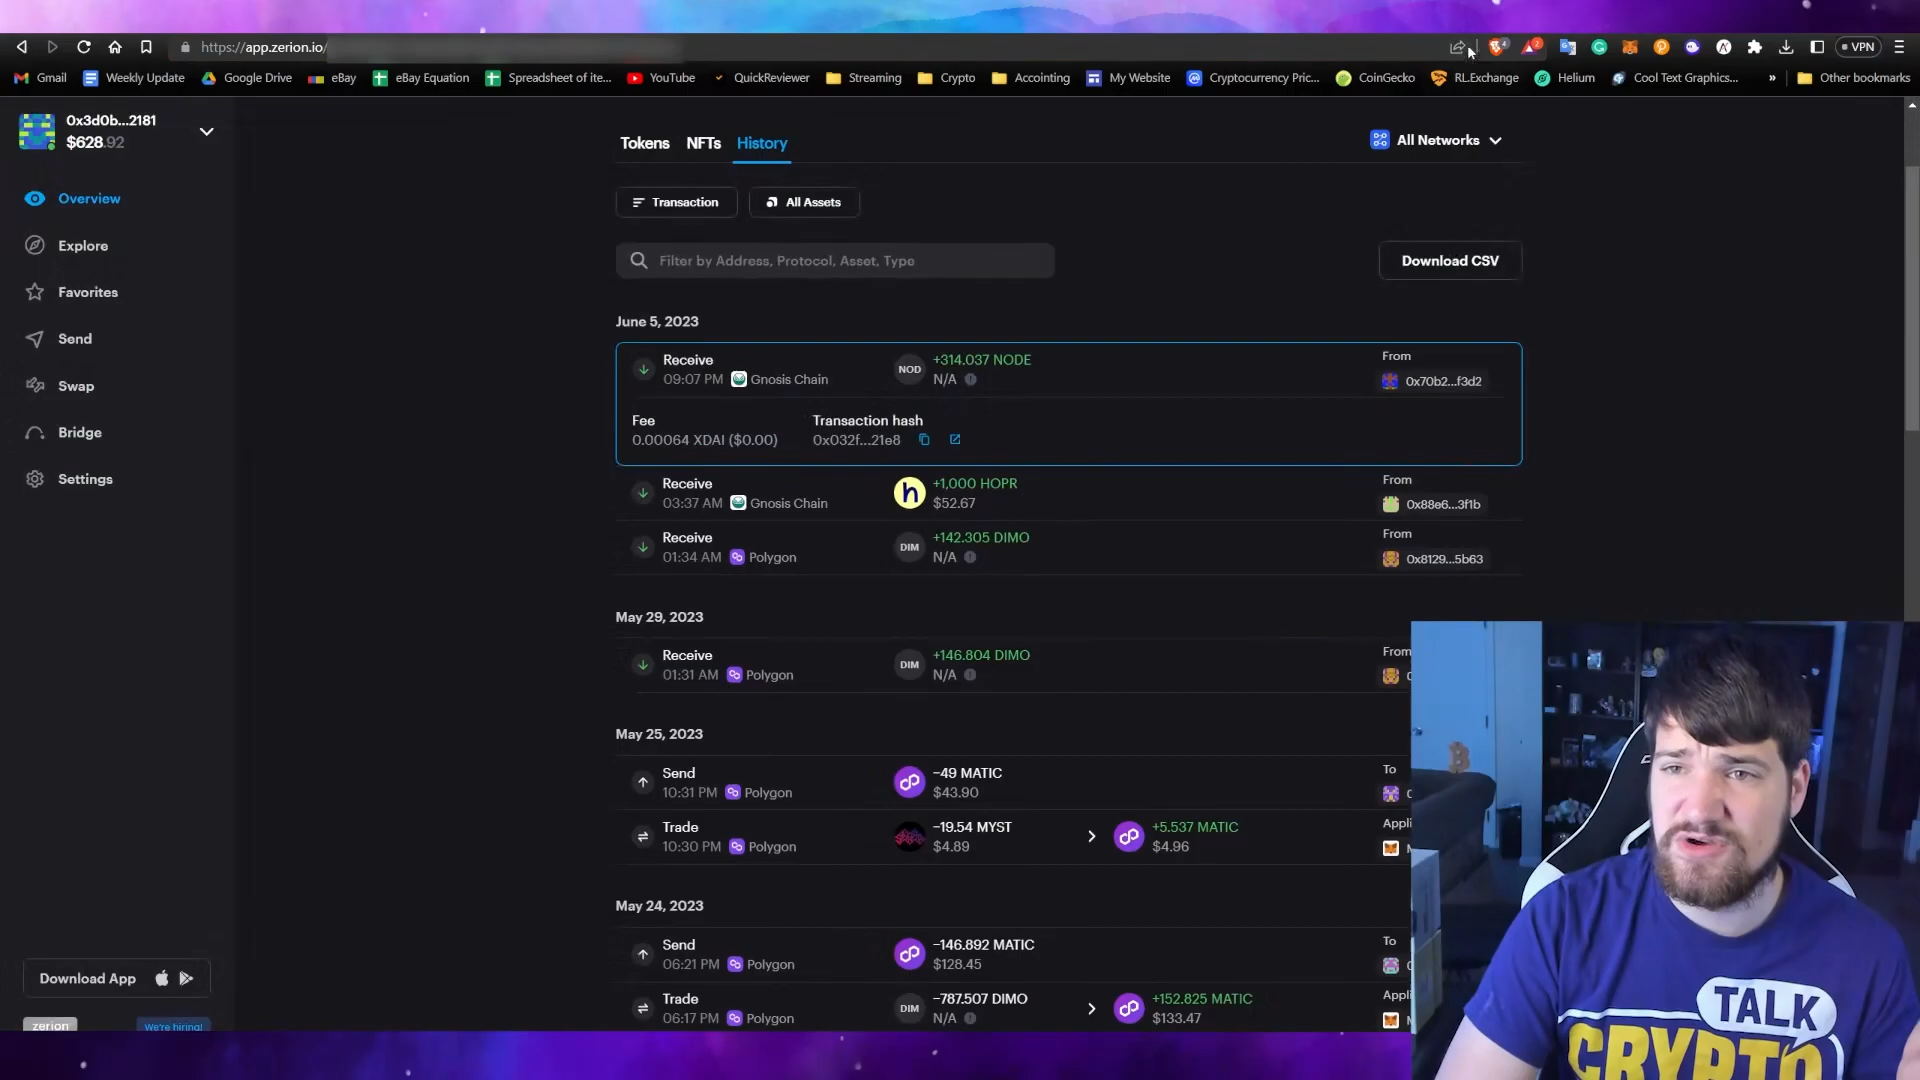 https://app.zerion.io/
VPN
Gmail
Weekly Update
Google Drive
eBay
eBay Equation
Spreadsheet of ite...
YouTube
QuickReviewer
Streaming
Crypto
Accointing
My Website
Cryptocurrency Pric...
CoinGecko
RL.Exchange
Helium
Cool Text Graphics...
»
Other bookmarks
0x3d0b...2181
$628.92
Overview
Explore
Favorites
Send
Swap
Bridge
Settings
Download App
zerion
We're hiring!
Tokens
NFTs
History
All Networks
Transaction
All Assets
Filter by Address, Protocol, Asset, Type
Download CSV
June 5, 2023
Receive
09:07 PM Gnosis Chain
NOD
+314.037 NODE
N/A
From
0x70b2...f3d2
Fee
0.00064 XDAI ($0.00)
Transaction hash
0x032f...21e8
Receive
03:37 AM Gnosis Chain
h
+1,000 HOPR
$52.67
From
0x88e6...3f1b
Receive
01:34 AM Polygon
DIM
+142.305 DIMO
N/A
From
0x8129...5b63
May 29, 2023
Receive
01:31 AM Polygon
DIM
+146.804 DIMO
N/A
From
May 25, 2023
Send
10:31 PM Polygon
−49 MATIC
$43.90
To
Trade
10:30 PM Polygon
−19.54 MYST
$4.89
+5.537 MATIC
$4.96
Appli
May 24, 2023
Send
06:21 PM Polygon
−146.892 MATIC
$128.45
To
Trade
06:17 PM Polygon
DIM
−787.507 DIMO
N/A
+152.825 MATIC
$133.47
Appli
TALK
CRYPTO